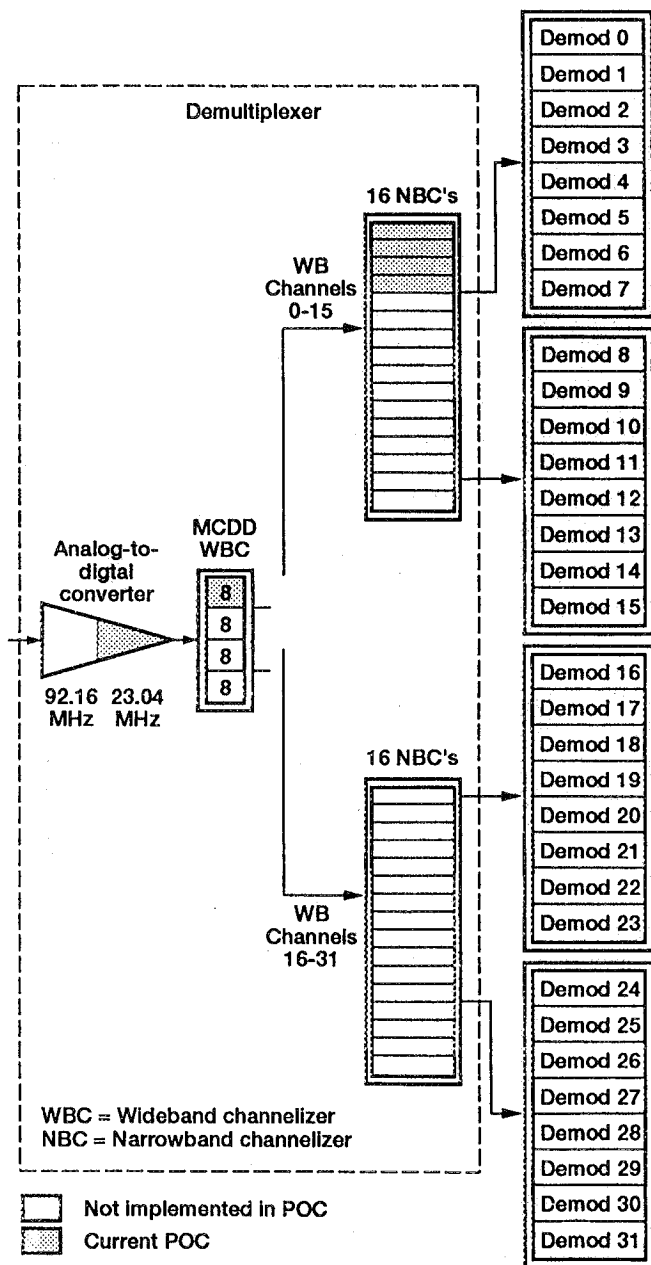 Demultiplexer
Analog-to-
digtal
converter
92.16 23.04
MHz MHz
MCDD
WBC
8
8
8
8
WB
Channels
0-15
16 NBC's
16 NBC's
WB
Channels
16-31
Demod 0
Demod 1
Demod 2
Demod 3
Demod 4
Demod 5
Demod 6
Demod 7
Demod 8
Demod 9
Demod 10
Demod 11
Demod 12
Demod 13
Demod 14
Demod 15
Demod 16
Demod 17
Demod 18
Demod 19
Demod 20
Demod 21
Demod 22
Demod 23
Demod 24
Demod 25
Demod 26
Demod 27
Demod 28
Demod 29
Demod 30
Demod 31
WBC = Wideband channelizer
NBC = Narrowband channelizer
Not implemented in POC
Current POC